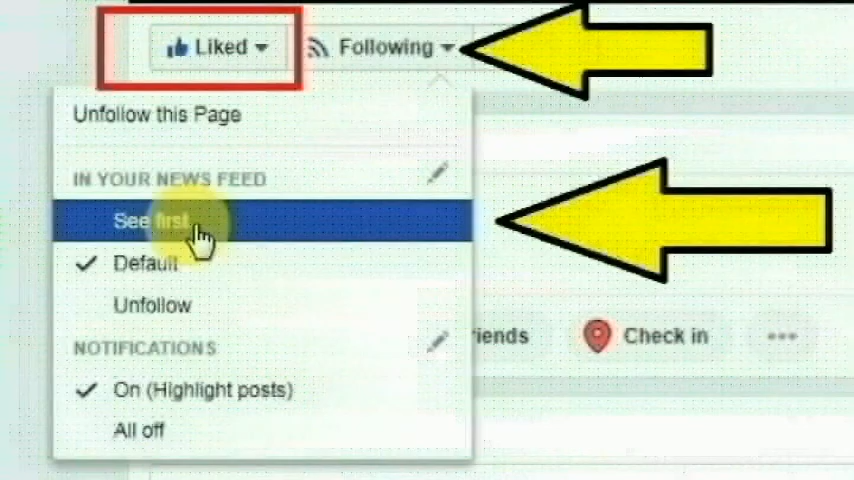 Liked Following
Unfollow this Page
IN YOUR NEWS FEED
See first
Default
Unfollow
NOTIFICATIONS
riends Check in
On (Highlight posts)
All off